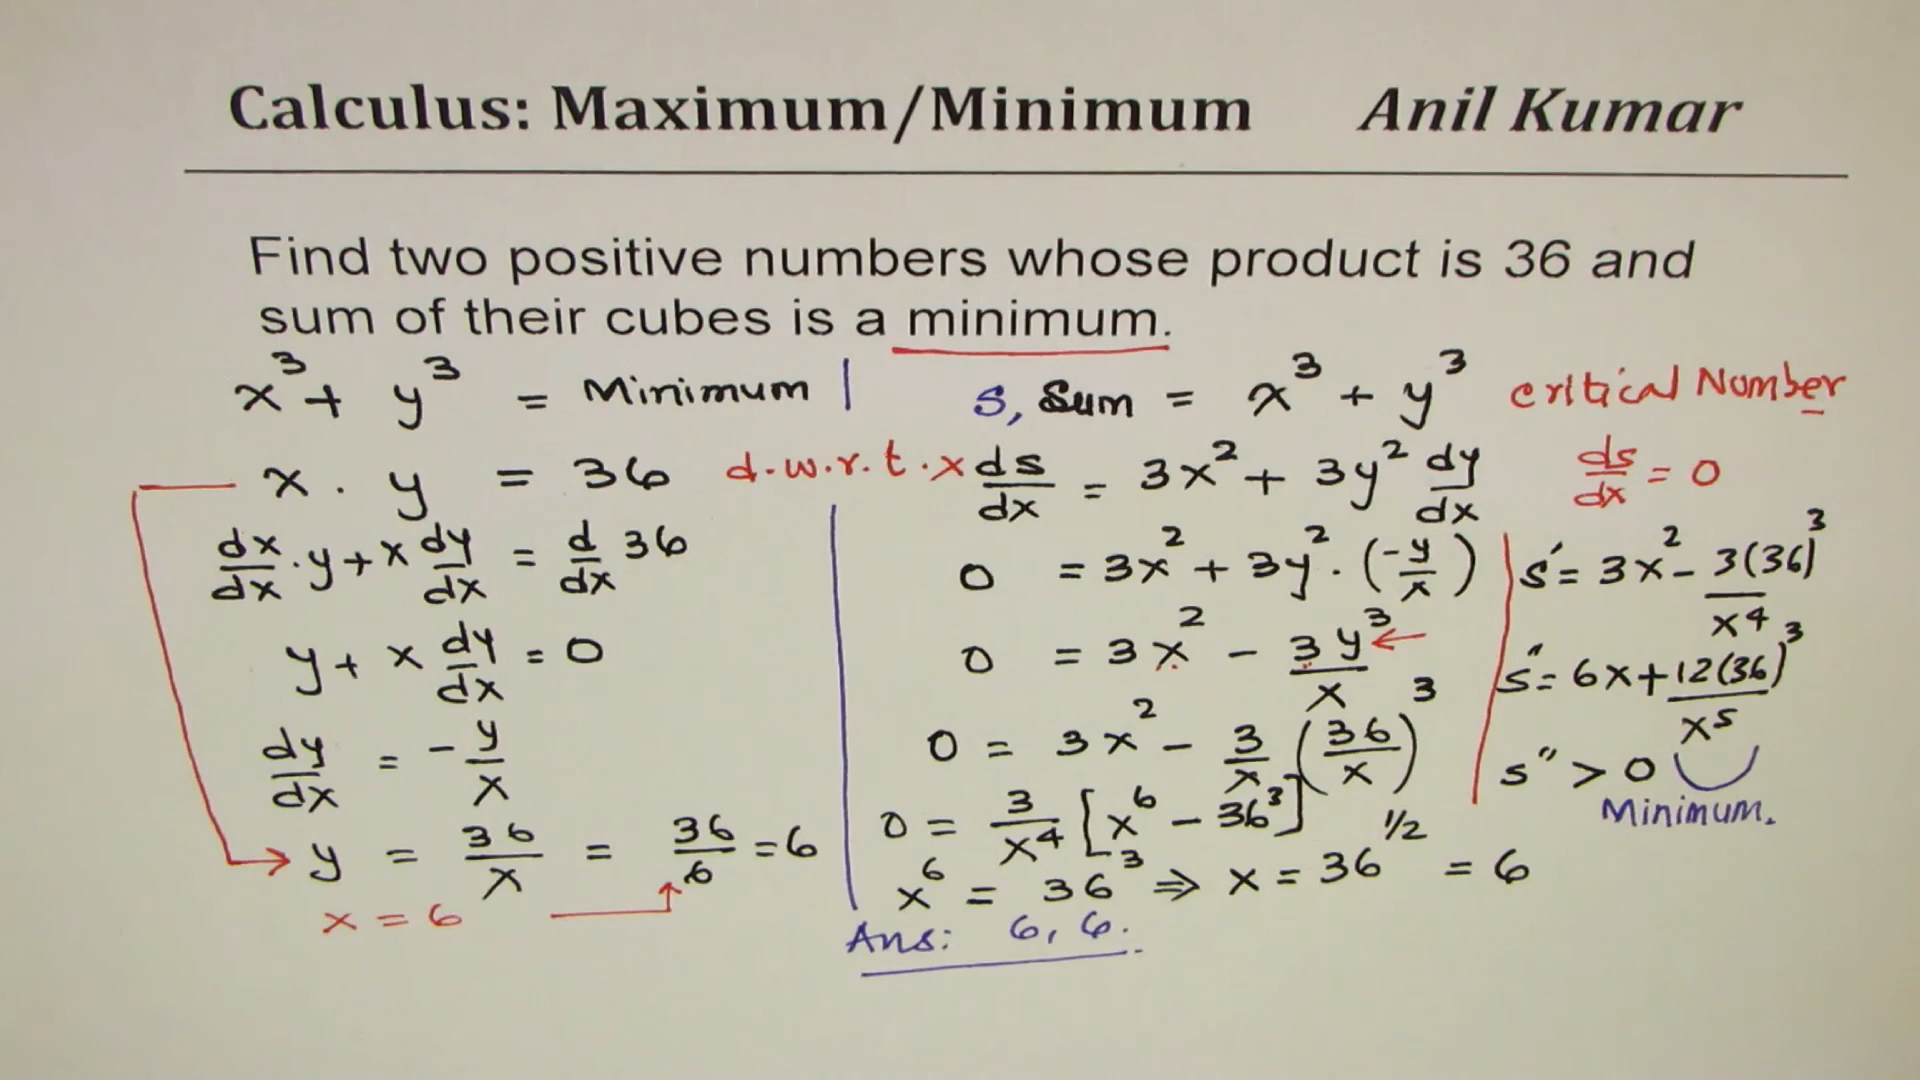 Calculus: Maximum/Minimum Anil Kumar
Find two positive numbers whose product is 36 and
sum of their cubes is a minimum.
x³ + y³ = Minimum
x . y = 36
dx/dx . y + x dy/dx = d/dx 36
y + x dy/dx = 0
dy/dx = - y/x
y = 36/x = 36/6 = 6
x = 6
S, Sum = x³ + y³
d.w.r.t.x ds/dx = 3x² + 3y² dy/dx
0 = 3x² + 3y² . (-y/x)
0 = 3x² - 3y³/x
0 = 3x² - 3/x (36/x)³
0 = 3/x⁴ [x⁶ - 36³]
x⁶ = 36³ ⇒ x = 36^1/2 = 6
Ans: 6, 6.
critical Number
ds/dx = 0
s' = 3x² - 3(36)³/x⁴
s" = 6x + 12(36)³/x⁵
s" > 0
Minimum.